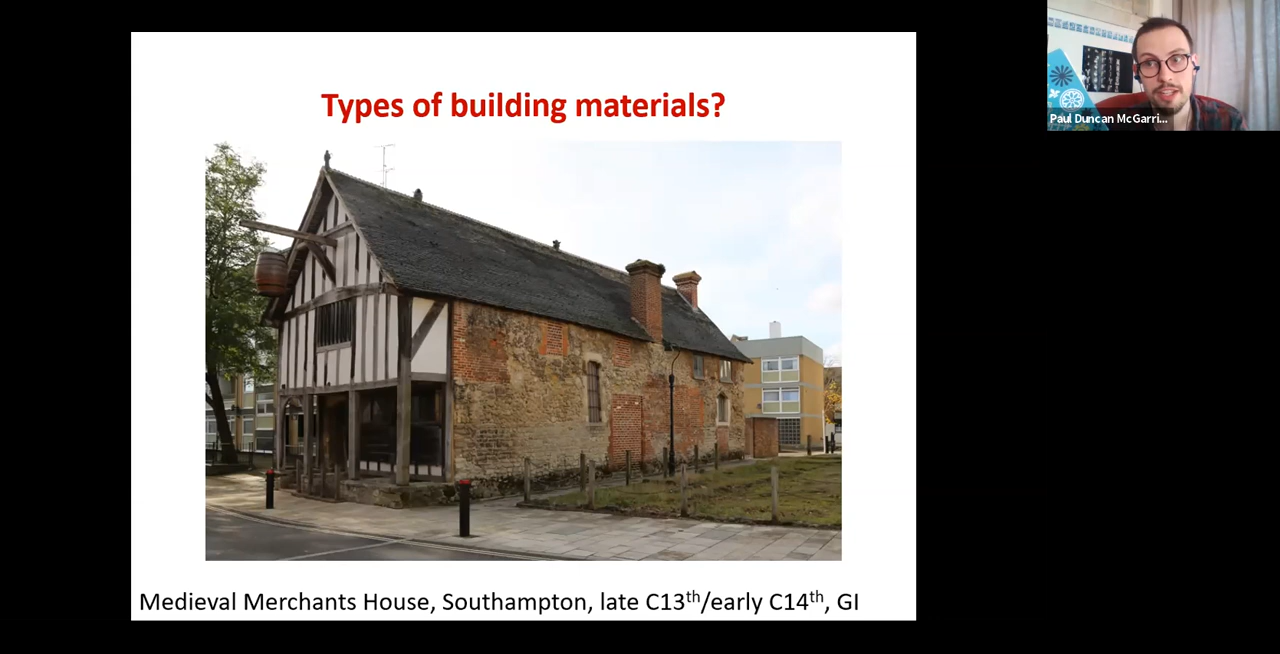 Types of building materials?
Paul Duncan McGarri...
Medieval Merchants House, Southampton, late C13th/early C14th, GI